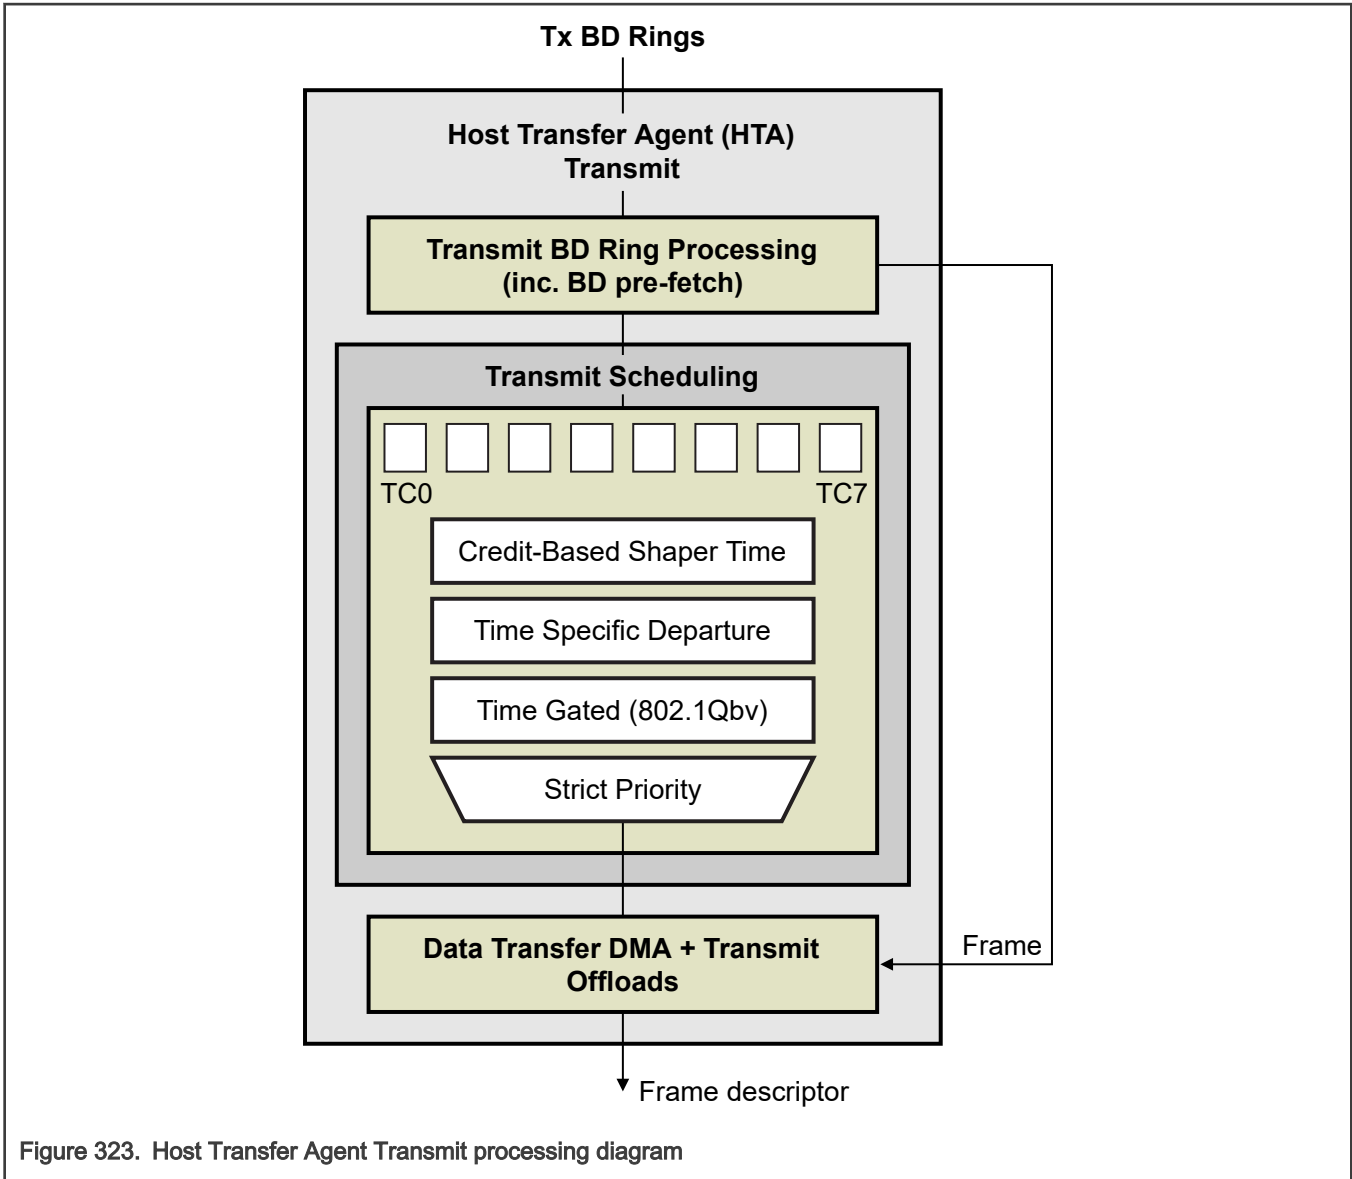 Tx BD Rings
Host Transfer Agent (HTA)
Transmit
Transmit BD Ring Processing
(inc. BD pre-fetch)
Transmit Scheduling
TC0
TC7
Credit-Based Shaper Time
Time Specific Departure
Time Gated (802.1Qbv)
Strict Priority
Data Transfer DMA + Transmit
Offloads
Frame
Frame descriptor
Figure 323. Host Transfer Agent Transmit processing diagram